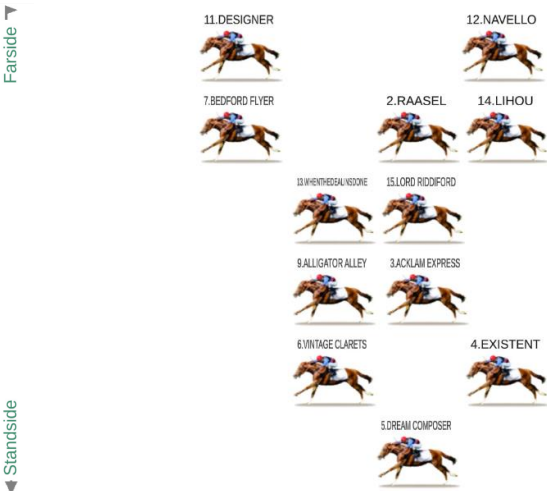 Farside
11.DESIGNER
12.NAVELLO
7.BEDFORD FLYER
2.RAASEL
14.LIHOU
13.WHENTHEDEALINSDONE
15.LORD RIDDIFORD
9.ALLIGATOR ALLEY
3.ACKLAM EXPRESS
6.VINTAGE CLARETS
4.EXISTENT
5.DREAM COMPOSER
Standside